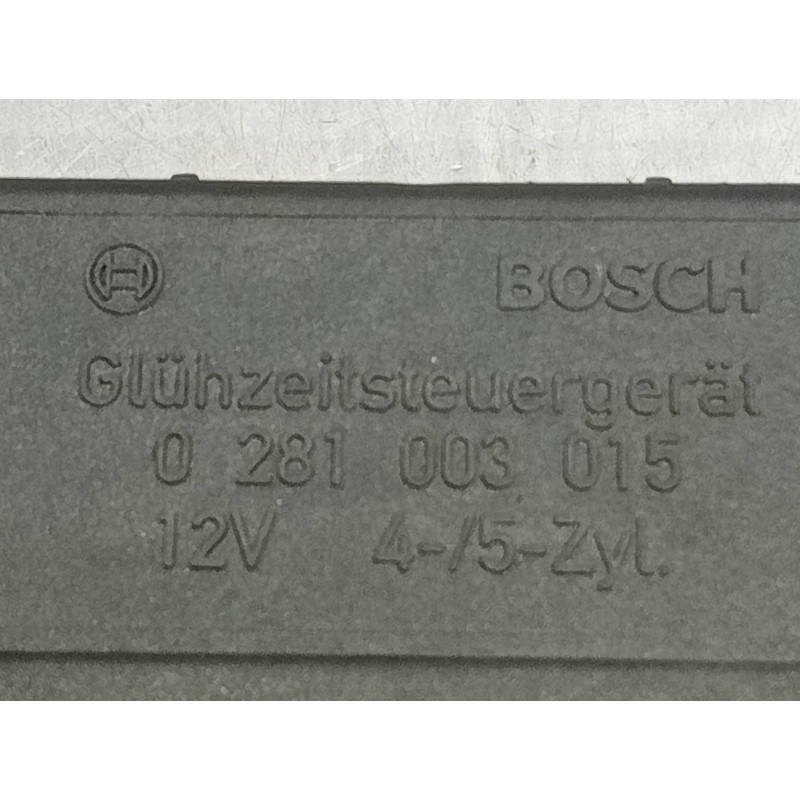 BOSCH
Glühzeitsteuergerät
0 281 003 015
12V 4-/5-Zyl.